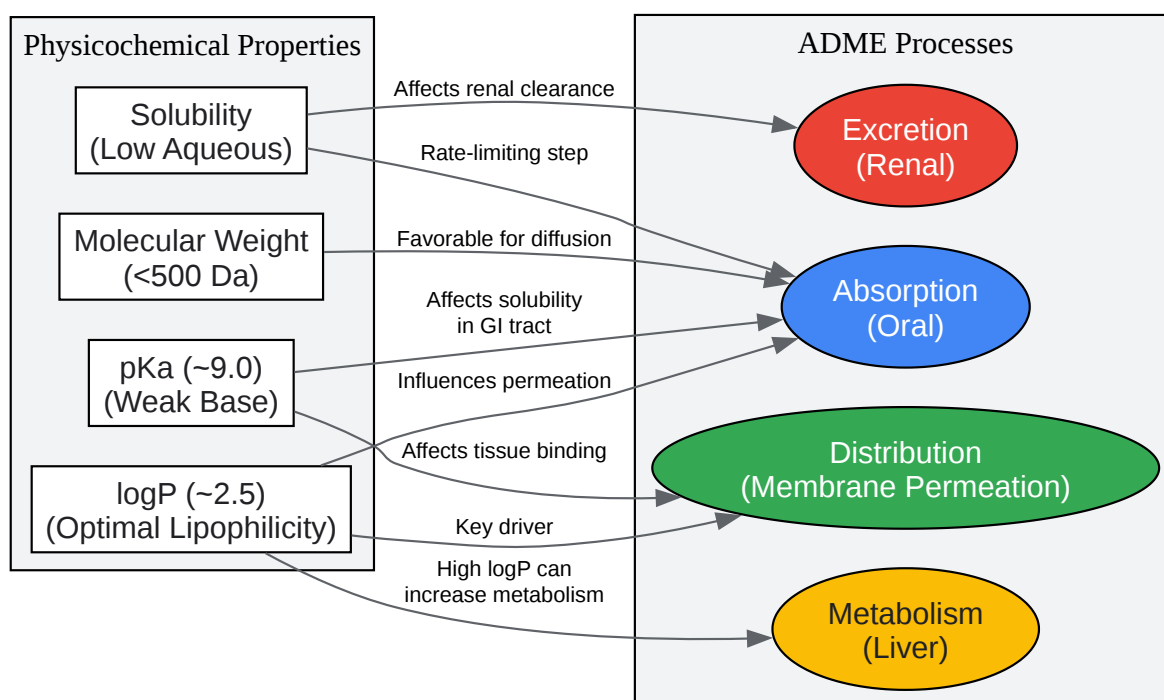 Physicochemical Properties
Solubility
(Low Aqueous)
Molecular Weight
(<500 Da)
pKa (~9.0)
(Weak Base)
logP (~2.5)
(Optimal Lipophilicity)
Affects renal clearance
Rate-limiting step
Favorable for diffusion
Affects solubility
in GI tract
Influences permeation
Affects tissue binding
Key driver
High logP can
increase metabolism
ADME Processes
Excretion
(Renal)
Absorption
(Oral)
Distribution
(Membrane Permeation)
Metabolism
(Liver)